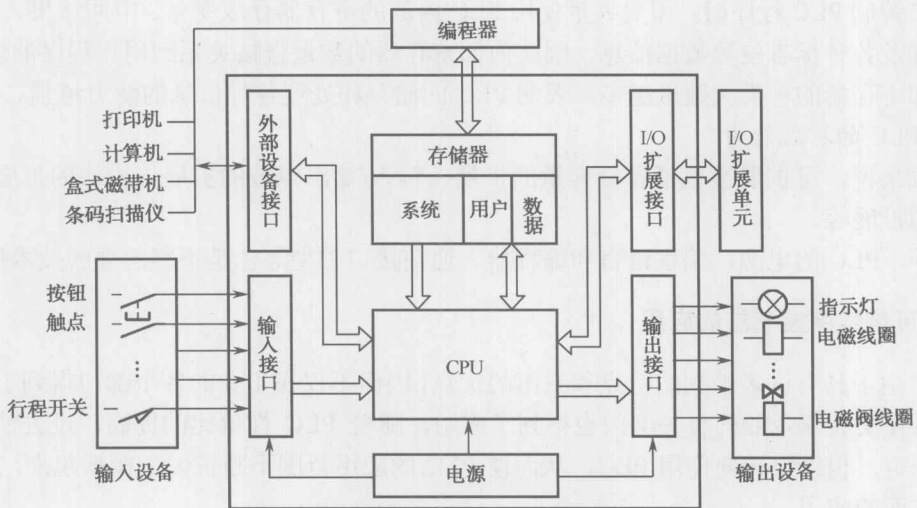 编程器
打印机
计算机
盒式磁带机
条码扫描仪
外部设备接口
存储器
系统
用户
数据
I/O扩展接口
I/O扩展单元
按钮
触点
行程开关
输入设备
输入接口
CPU
电源
输出接口
指示灯
电磁线圈
电磁阀线圈
输出设备